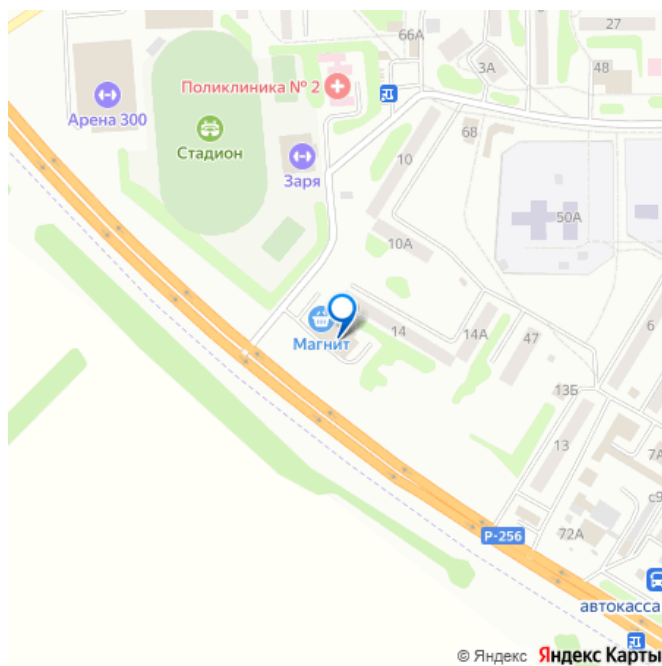 27
66А
3А
48
Поликлиника № 2
Арена 300
68
Стадион
10
Заря
50А
10А
14
14А
47
6
Магнит
13Б
13
7А
с9
Р-256
72А
автокасса
© Яндекс Яндекс Карты